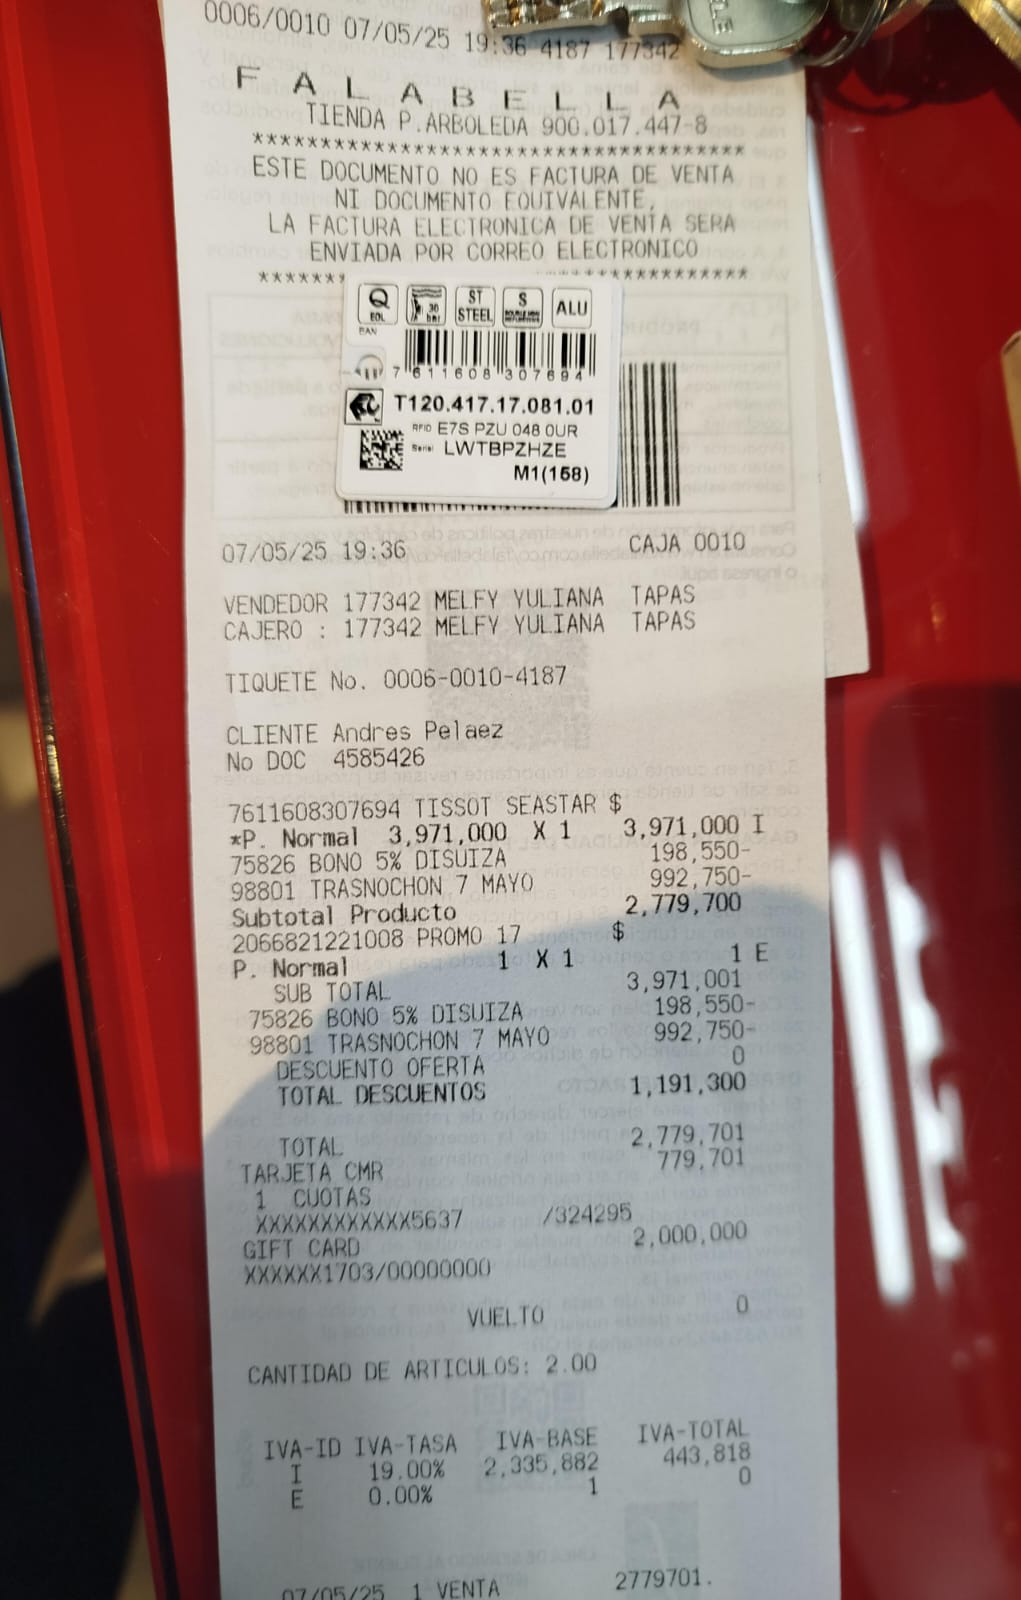 0006/0010 07/05/25 19:36 4187 177342
FALABELLA
TIENDA P.ARBOLEDA 900.017.447-8
************************************
ESTE DOCUMENTO NO ES FACTURA DE VENTA
NI DOCUMENTO EQUIVALENTE,
LA FACTURA ELECTRONICA DE VENTA SERA
ENVIADA POR CORREO ELECTRONICO
Q EOL
30 bar
ST STEEL
S
ALU
EAN
7 611608 307694
T120.417.17.081.01
RFID E7S PZU 048 0UR
Serial LWTBPZHZE
M1(158)
07/05/25 19:36 CAJA 0010
VENDEDOR 177342 MELFY YULIANA TAPAS
CAJERO : 177342 MELFY YULIANA TAPAS
TIQUETE No. 0006-0010-4187
CLIENTE Andres Pelaez
No DOC 4585426
7611608307694 TISSOT SEASTAR $
*P. Normal 3,971,000 X 1 3,971,000 I
75826 BONO 5% DISUIZA 198,550-
98801 TRASNOCHON 7 MAYO 992,750-
Subtotal Producto 2,779,700
2066821221008 PROMO 17 $
P. Normal 1 X 1 1 E
SUB TOTAL 3,971,001
75826 BONO 5% DISUIZA 198,550-
98801 TRASNOCHON 7 MAYO 992,750-
DESCUENTO OFERTA 0
TOTAL DESCUENTOS 1,191,300
TOTAL 2,779,701
TARJETA CMR 779,701
1 CUOTAS
XXXXXXXXXXXX5637 /324295
GIFT CARD 2,000,000
XXXXXX1703/00000000
VUELTO 0
CANTIDAD DE ARTICULOS: 2.00
IVA-ID IVA-TASA IVA-BASE IVA-TOTAL
I 19.00% 2,335,882 443,818
E 0.00% 1 0
07/05/25 1 VENTA 2779701.